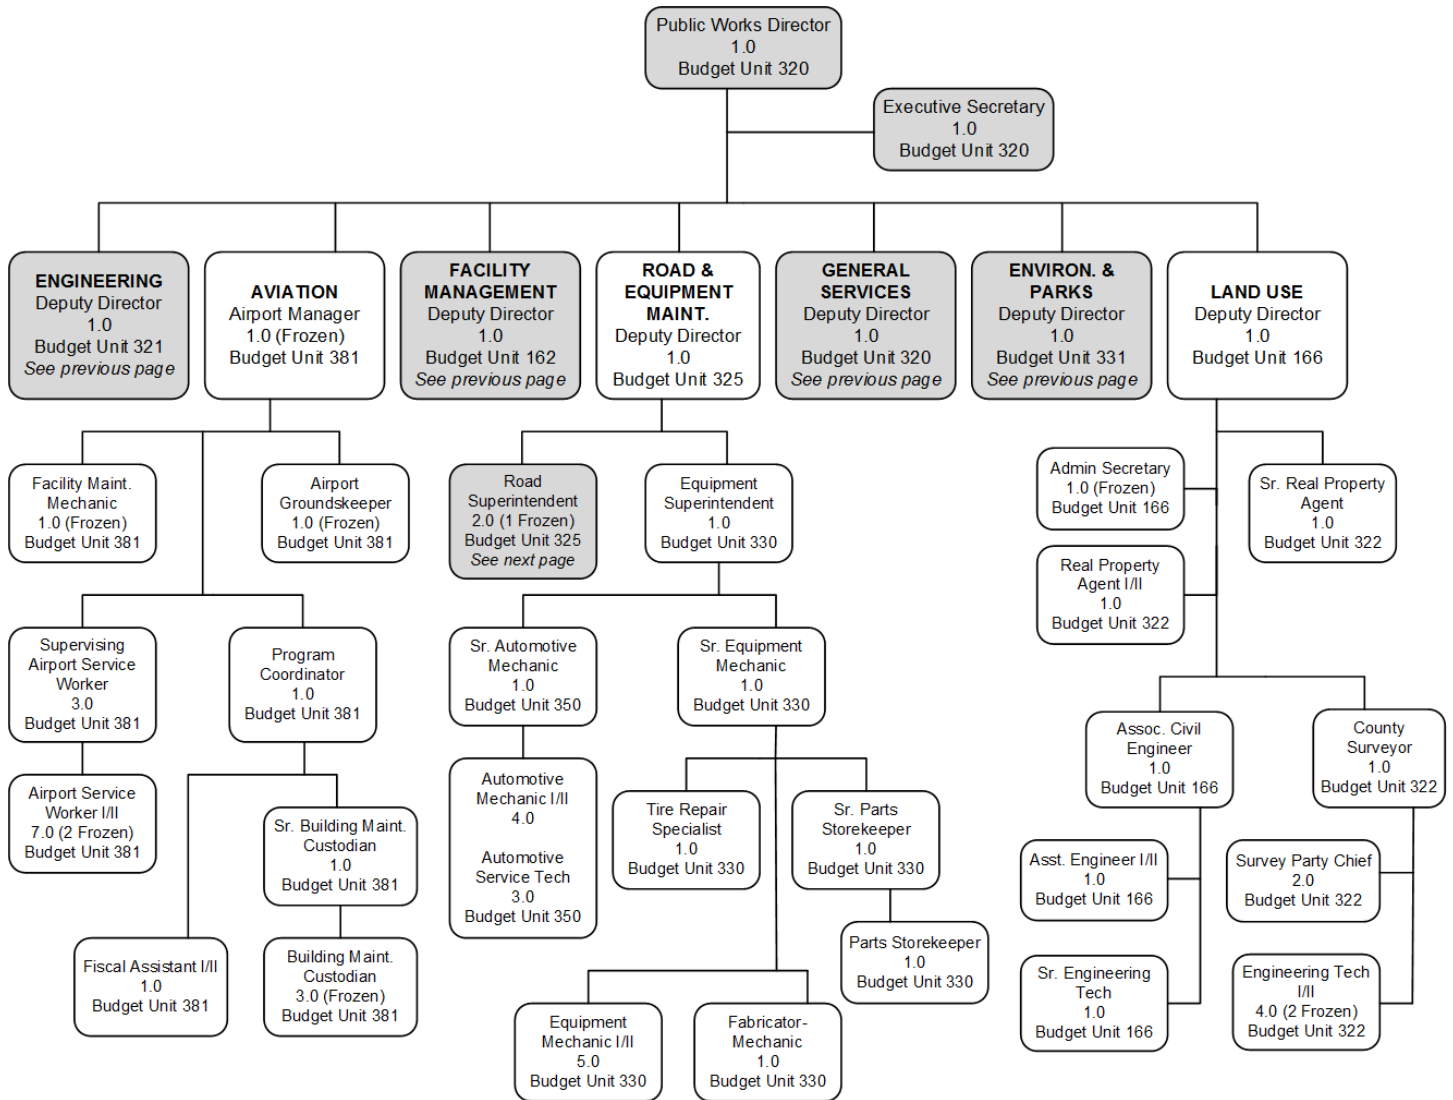 Public Works Director
1.0
Budget Unit 320
Executive Secretary
1.0
Budget Unit 320
ENGINEERING
Deputy Director
1.0
Budget Unit 321
See previous page
AVIATION
Airport Manager
1.0 (Frozen)
Budget Unit 381
FACILITY
MANAGEMENT
Deputy Director
1.0
Budget Unit 162
See previous page
ROAD &
EQUIPMENT
MAINT.
Deputy Director
1.0
Budget Unit 325
GENERAL
SERVICES
Deputy Director
1.0
Budget Unit 320
See previous page
ENVIRON. &
PARKS
Deputy Director
1.0
Budget Unit 331
See previous page
LAND USE
Deputy Director
1.0
Budget Unit 166
Facility Maint.
Mechanic
1.0 (Frozen)
Budget Unit 381
Airport
Groundskeeper
1.0 (Frozen)
Budget Unit 381
Road
Superintendent
2.0 (1 Frozen)
Budget Unit 325
See next page
Equipment
Superintendent
1.0
Budget Unit 330
Admin Secretary
1.0 (Frozen)
Budget Unit 166
Sr. Real Property
Agent
1.0
Budget Unit 322
Real Property
Agent I/II
1.0
Budget Unit 322
Supervising
Airport Service
Worker
3.0
Budget Unit 381
Program
Coordinator
1.0
Budget Unit 381
Sr. Automotive
Mechanic
1.0
Budget Unit 350
Sr. Equipment
Mechanic
1.0
Budget Unit 330
Assoc. Civil
Engineer
1.0
Budget Unit 166
County
Surveyor
1.0
Budget Unit 322
Airport Service
Worker I/II
7.0 (2 Frozen)
Budget Unit 381
Sr. Building Maint.
Custodian
1.0
Budget Unit 381
Automotive
Mechanic I/II
4.0
Automotive
Service Tech
3.0
Budget Unit 350
Tire Repair
Specialist
1.0
Budget Unit 330
Sr. Parts
Storekeeper
1.0
Budget Unit 330
Asst. Engineer I/II
1.0
Budget Unit 166
Survey Party Chief
2.0
Budget Unit 322
Fiscal Assistant I/II
1.0
Budget Unit 381
Building Maint.
Custodian
3.0 (Frozen)
Budget Unit 381
Parts Storekeeper
1.0
Budget Unit 330
Sr. Engineering
Tech
1.0
Budget Unit 166
Engineering Tech
I/II
4.0 (2 Frozen)
Budget Unit 322
Equipment
Mechanic I/II
5.0
Budget Unit 330
Fabricator-
Mechanic
1.0
Budget Unit 330